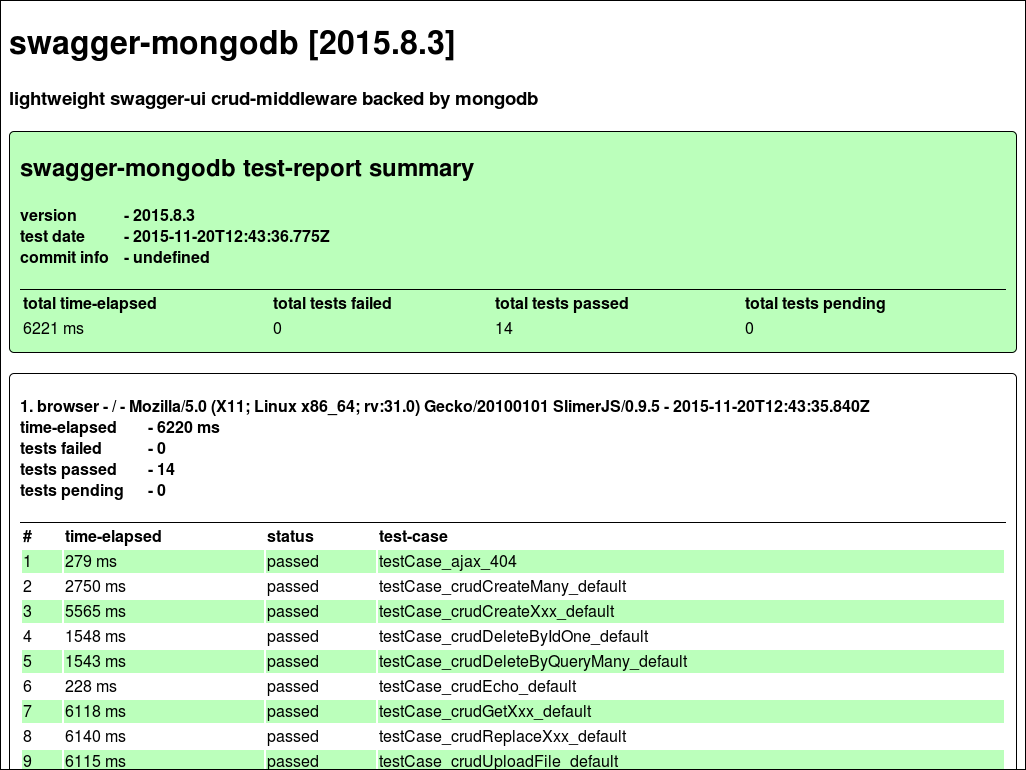 swagger-mongodb [2015.8.3]
lightweight swagger-ui crud-middleware backed by mongodb
swagger-mongodb test-report summary
version - 2015.8.3
test date - 2015-11-20T12:43:36.775Z
commit info - undefined
total time-elapsed total tests failed total tests passed total tests pending
6221 ms 0 14 0
1. browser - / - Mozilla/5.0 (X11; Linux x86_64; rv:31.0) Gecko/20100101 SlimerJS/0.9.5 - 2015-11-20T12:43:35.840Z
time-elapsed - 6220 ms
tests failed - 0
tests passed - 14
tests pending - 0
# time-elapsed status test-case
1 279 ms passed testCase_ajax_404
2 2750 ms passed testCase_crudCreateMany_default
3 5565 ms passed testCase_crudCreateXxx_default
4 1548 ms passed testCase_crudDeleteByIdOne_default
5 1543 ms passed testCase_crudDeleteByQueryMany_default
6 228 ms passed testCase_crudEcho_default
7 6118 ms passed testCase_crudGetXxx_default
8 6140 ms passed testCase_crudReplaceXxx_default
9 6115 ms passed testCase_crudUploadFile_default